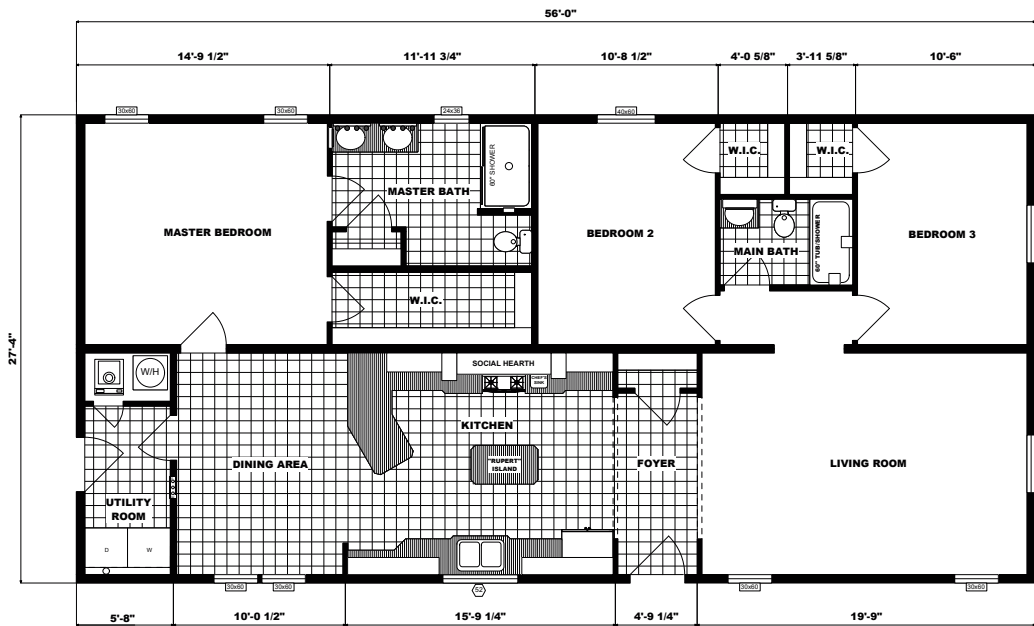 56'-0"
14'-9 1/2"
11'-11 3/4"
10'-8 1/2"
4'-0 5/8"
3'-11 5/8"
10'-6"
30x60
30x60
24x36
40x60
60" SHOWER
W.I.C.
W.I.C.
MASTER BATH
MASTER BEDROOM
BEDROOM 2
60" TUB/SHOWER
BEDROOM 3
MAIN BATH
W.I.C.
27'-4"
W/H
SOCIAL HEARTH
CHEF'S
SINK
KITCHEN
DINING AREA
"RUPERT"
ISLAND
FOYER
LIVING ROOM
UTILITY
ROOM
D
W
30x60
30x60
52
30x60
30x60
5'-8"
10'-0 1/2"
15'-9 1/4"
4'-9 1/4"
19'-9"